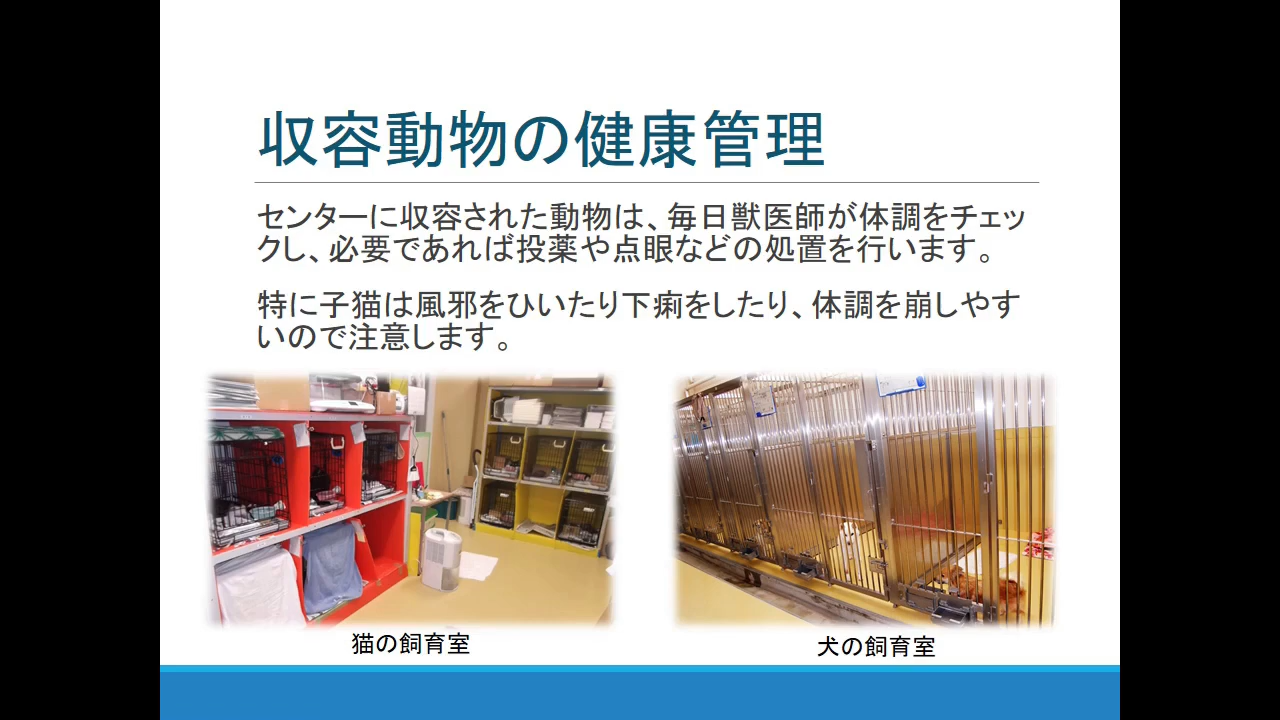 収容動物の健康管理
センターに収容された動物は、毎日獣医師が体調をチェッ
クし、必要であれば投薬や点眼などの処置を行います。
特に子猫は風邪をひいたり下痢をしたり、体調を崩しやす
いので注意します。
猫の飼育室
犬の飼育室